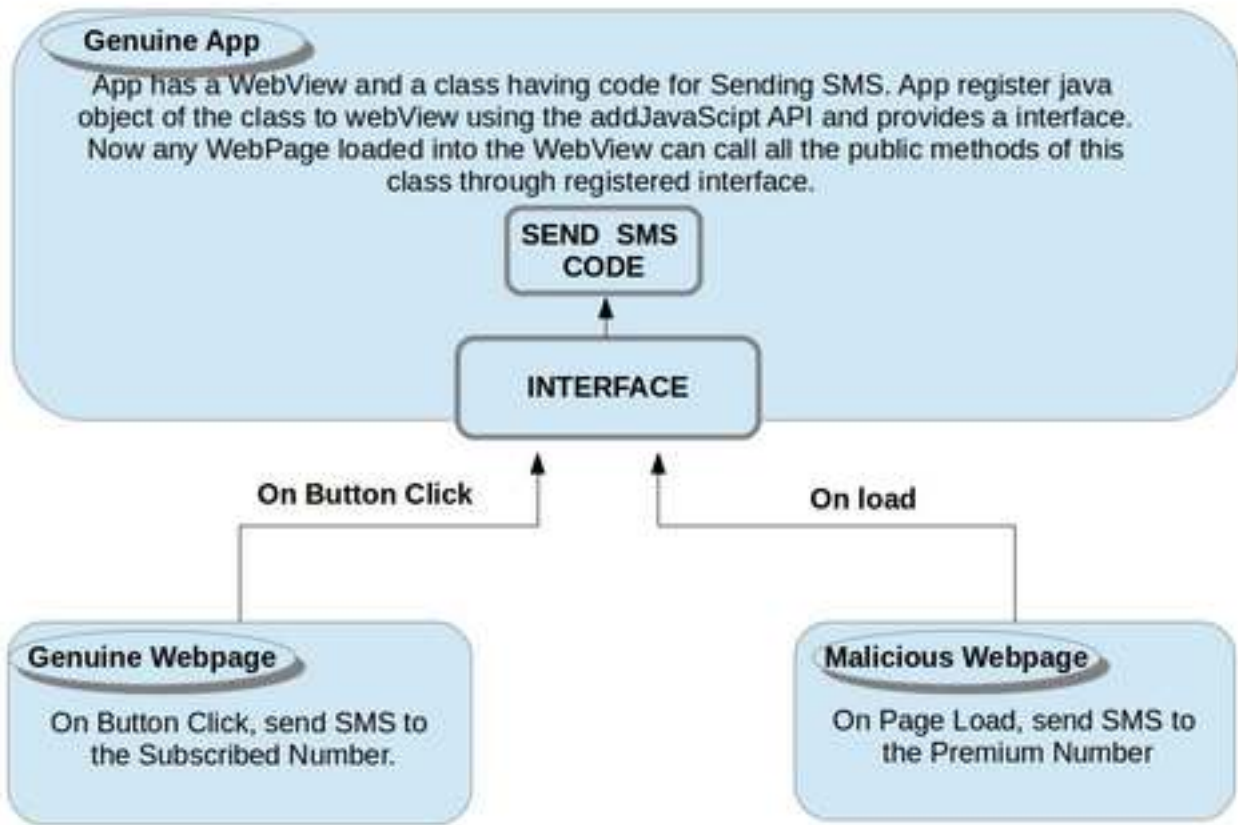 Genuine App
App has a WebView and a class having code for Sending SMS. App register java
object of the class to webView using the addJavaScipt API and provides a interface.
Now any WebPage loaded into the WebView can call all the public methods of this
class through registered interface.
SEND SMS
CODE
INTERFACE
On Button Click
On load
Genuine Webpage
On Button Click, send SMS to
the Subscribed Number.
Malicious Webpage
On Page Load, send SMS to
the Premium Number